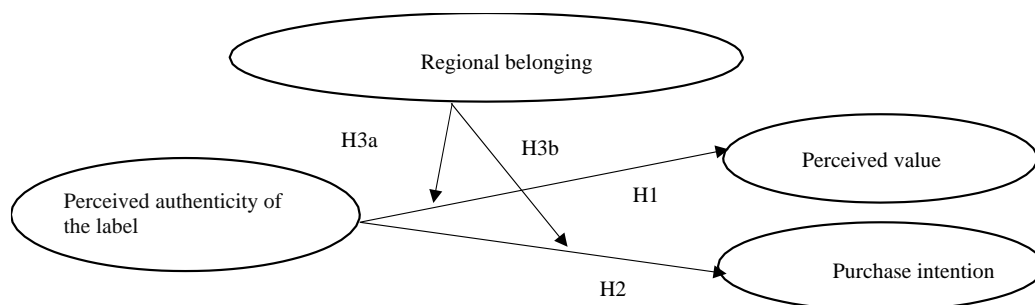 Regional belonging
H3a
H3b
Perceived value
H1
Perceived authenticity of
the label
Purchase intention
H2